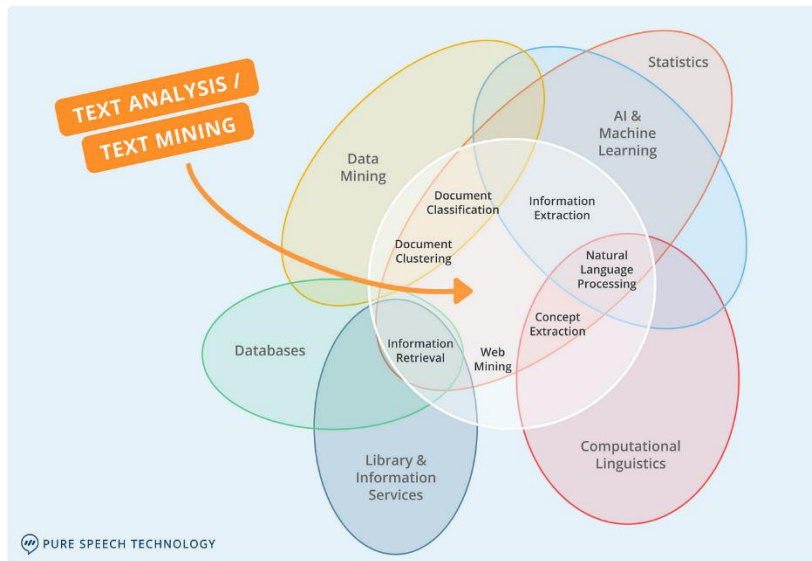 TEXT ANALYSIS /
TEXT MINING
Statistics
AI &
Machine
Learning
Data
Mining
Document
Classification
Information
Extraction
Document
Clustering
Natural
Language
Processing
Concept
Extraction
Databases
Information
Retrieval
Web
Mining
Computational
Linguistics
Library &
Information
Services
PURE SPEECH TECHNOLOGY